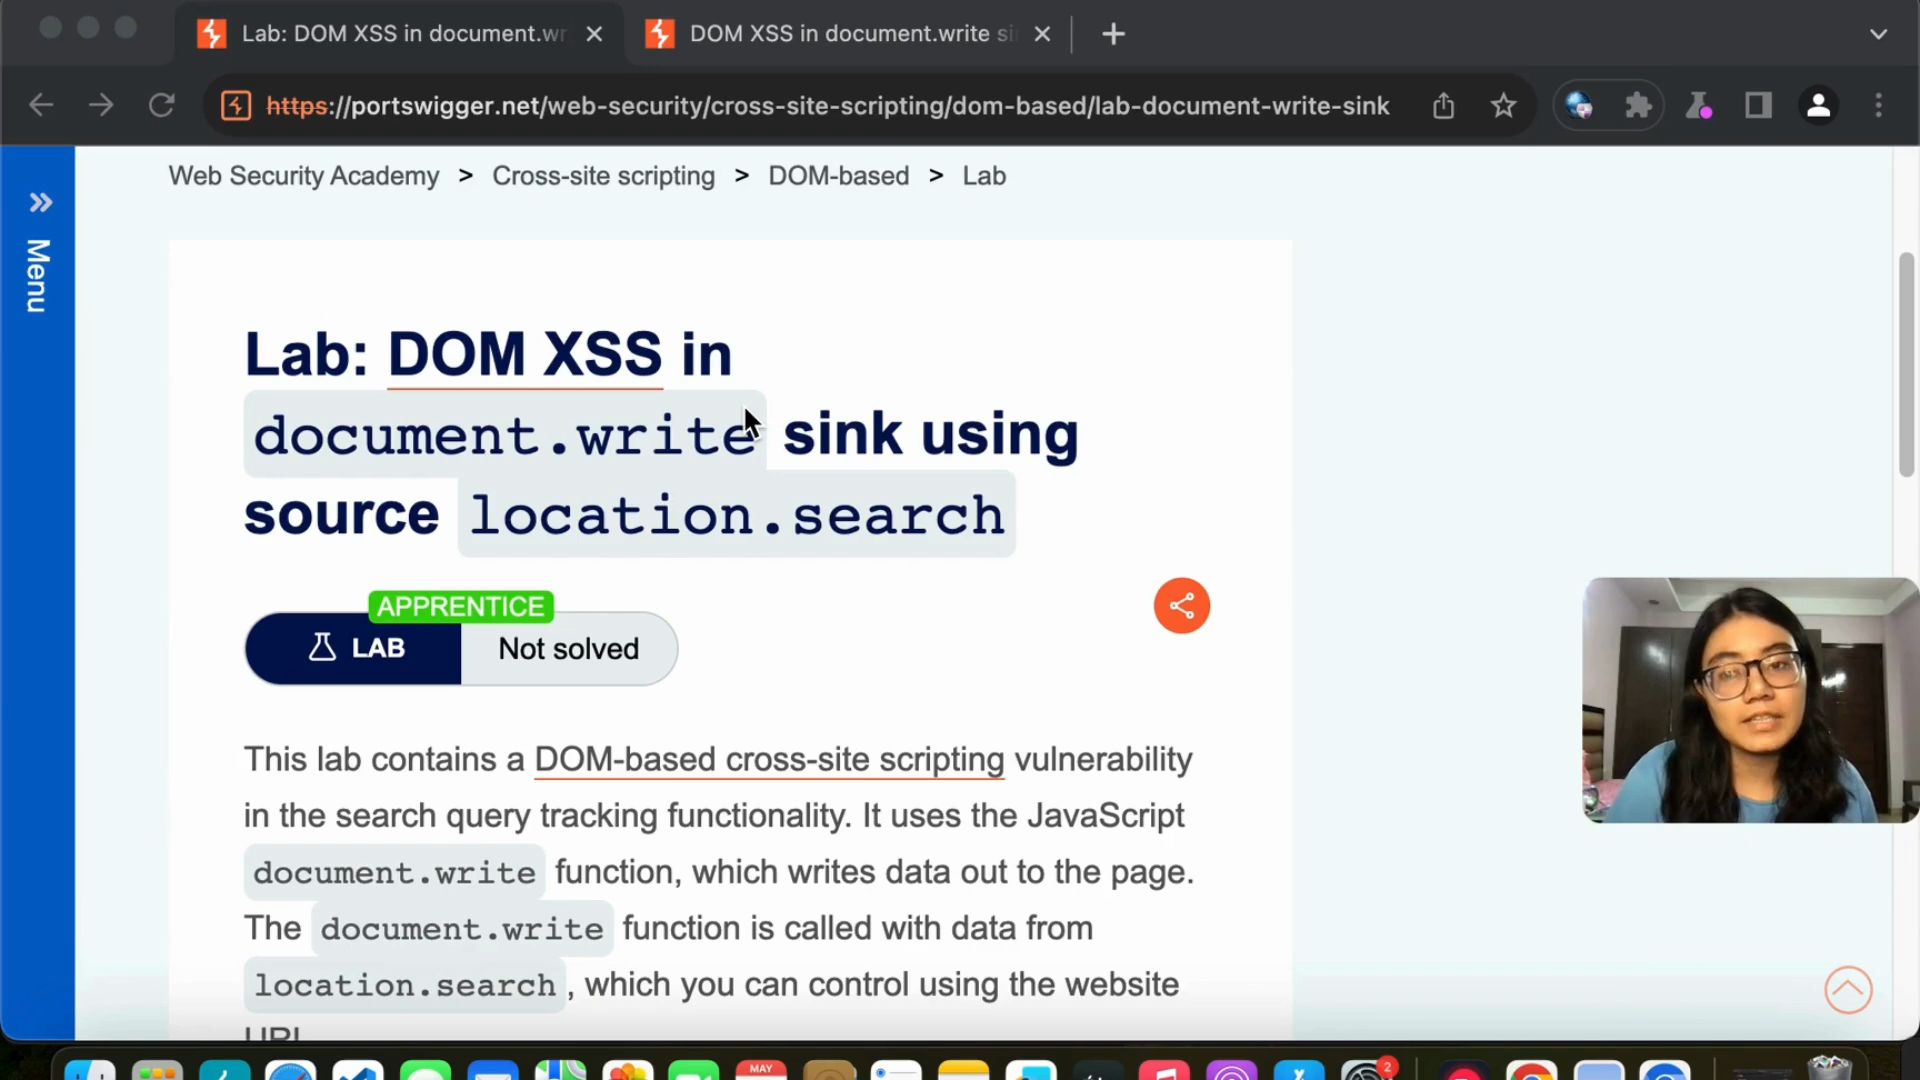 Lab: DOM XSS in document.wr
DOM XSS in document.write si
https://portswigger.net/web-security/cross-site-scripting/dom-based/lab-document-write-sink
Menu
Web Security Academy > Cross-site scripting > DOM-based > Lab
Lab: DOM XSS in
document.write sink using
source location.search
APPRENTICE
LAB Not solved
This lab contains a DOM-based cross-site scripting vulnerability
in the search query tracking functionality. It uses the JavaScript
document.write function, which writes data out to the page.
The document.write function is called with data from
location.search, which you can control using the website
URL
MAY
2